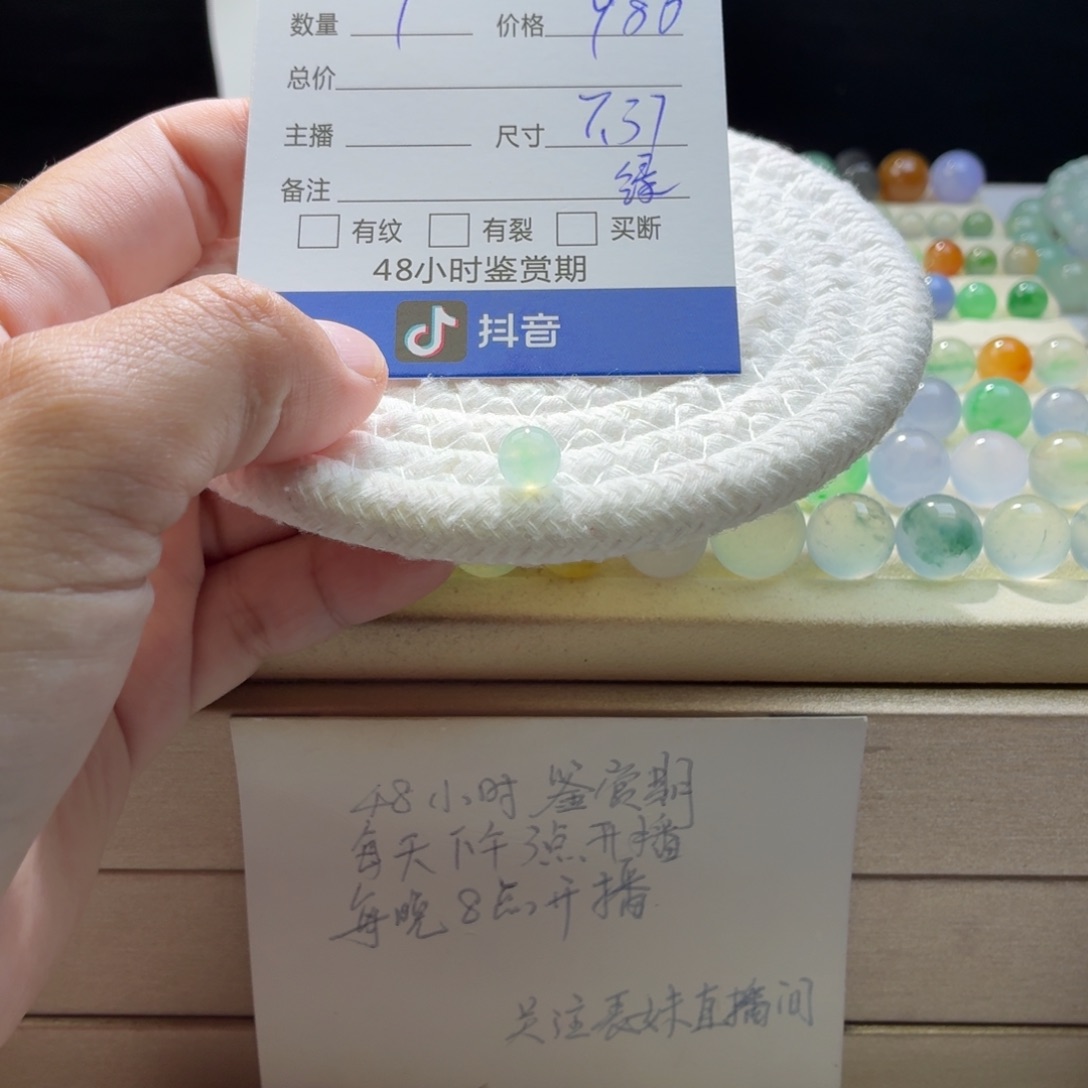 数量 1 价格 980
总价
主播 尺寸 7.37
备注 绿
有纹 有裂 买断
48小时鉴赏期
抖音
48小时鉴赏期
每天下午3点开播
每晚8点开播
关注表妹直播间